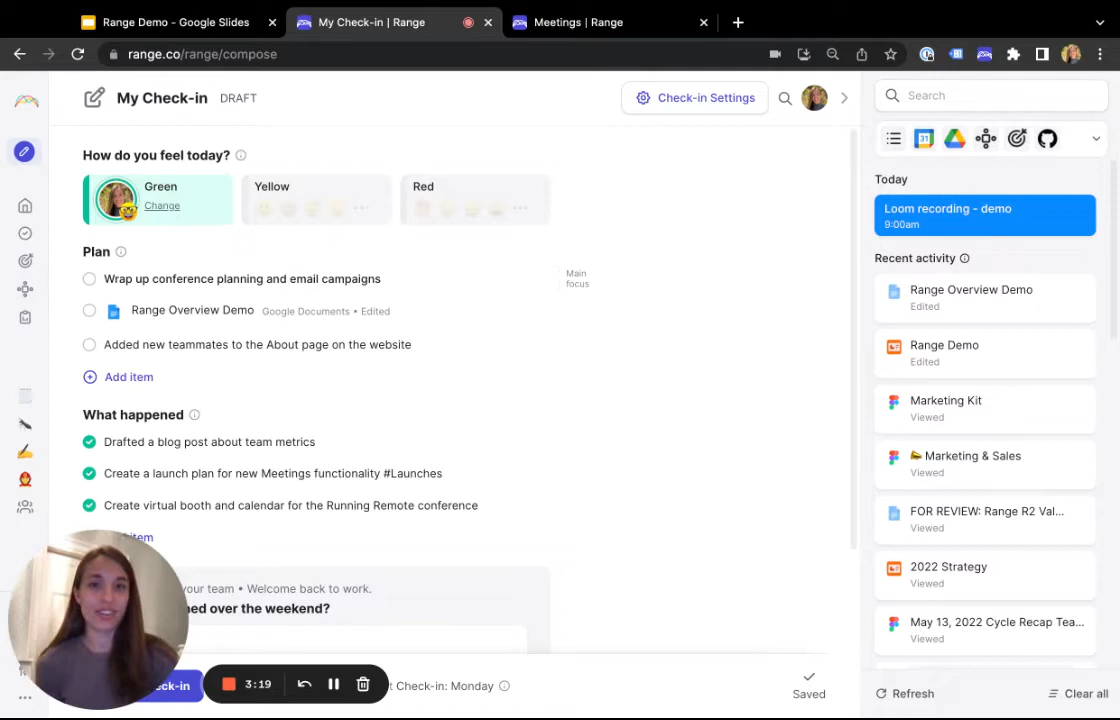 Range Demo - Google Slides
My Check-in | Range
Meetings | Range
range.co/range/compose
My Check-in DRAFT
Check-in Settings
How do you feel today?
Green
Change
Yellow
Red
Plan
Wrap up conference planning and email campaigns
Main
focus
Range Overview Demo Google Documents • Edited
Added new teammates to the About page on the website
Add item
What happened
Drafted a blog post about team metrics
Create a launch plan for new Meetings functionality #Launches
Create virtual booth and calendar for the Running Remote conference
item
your team • Welcome back to work.
ned over the weekend?
ck-in
3:19
t Check-in: Monday
Saved
Search
31
Today
Loom recording - demo
9:00am
Recent activity
Range Overview Demo
Edited
Range Demo
Edited
Marketing Kit
Viewed
Marketing & Sales
Viewed
FOR REVIEW: Range R2 Val...
Viewed
2022 Strategy
Viewed
May 13, 2022 Cycle Recap Tea...
Viewed
Refresh
Clear all